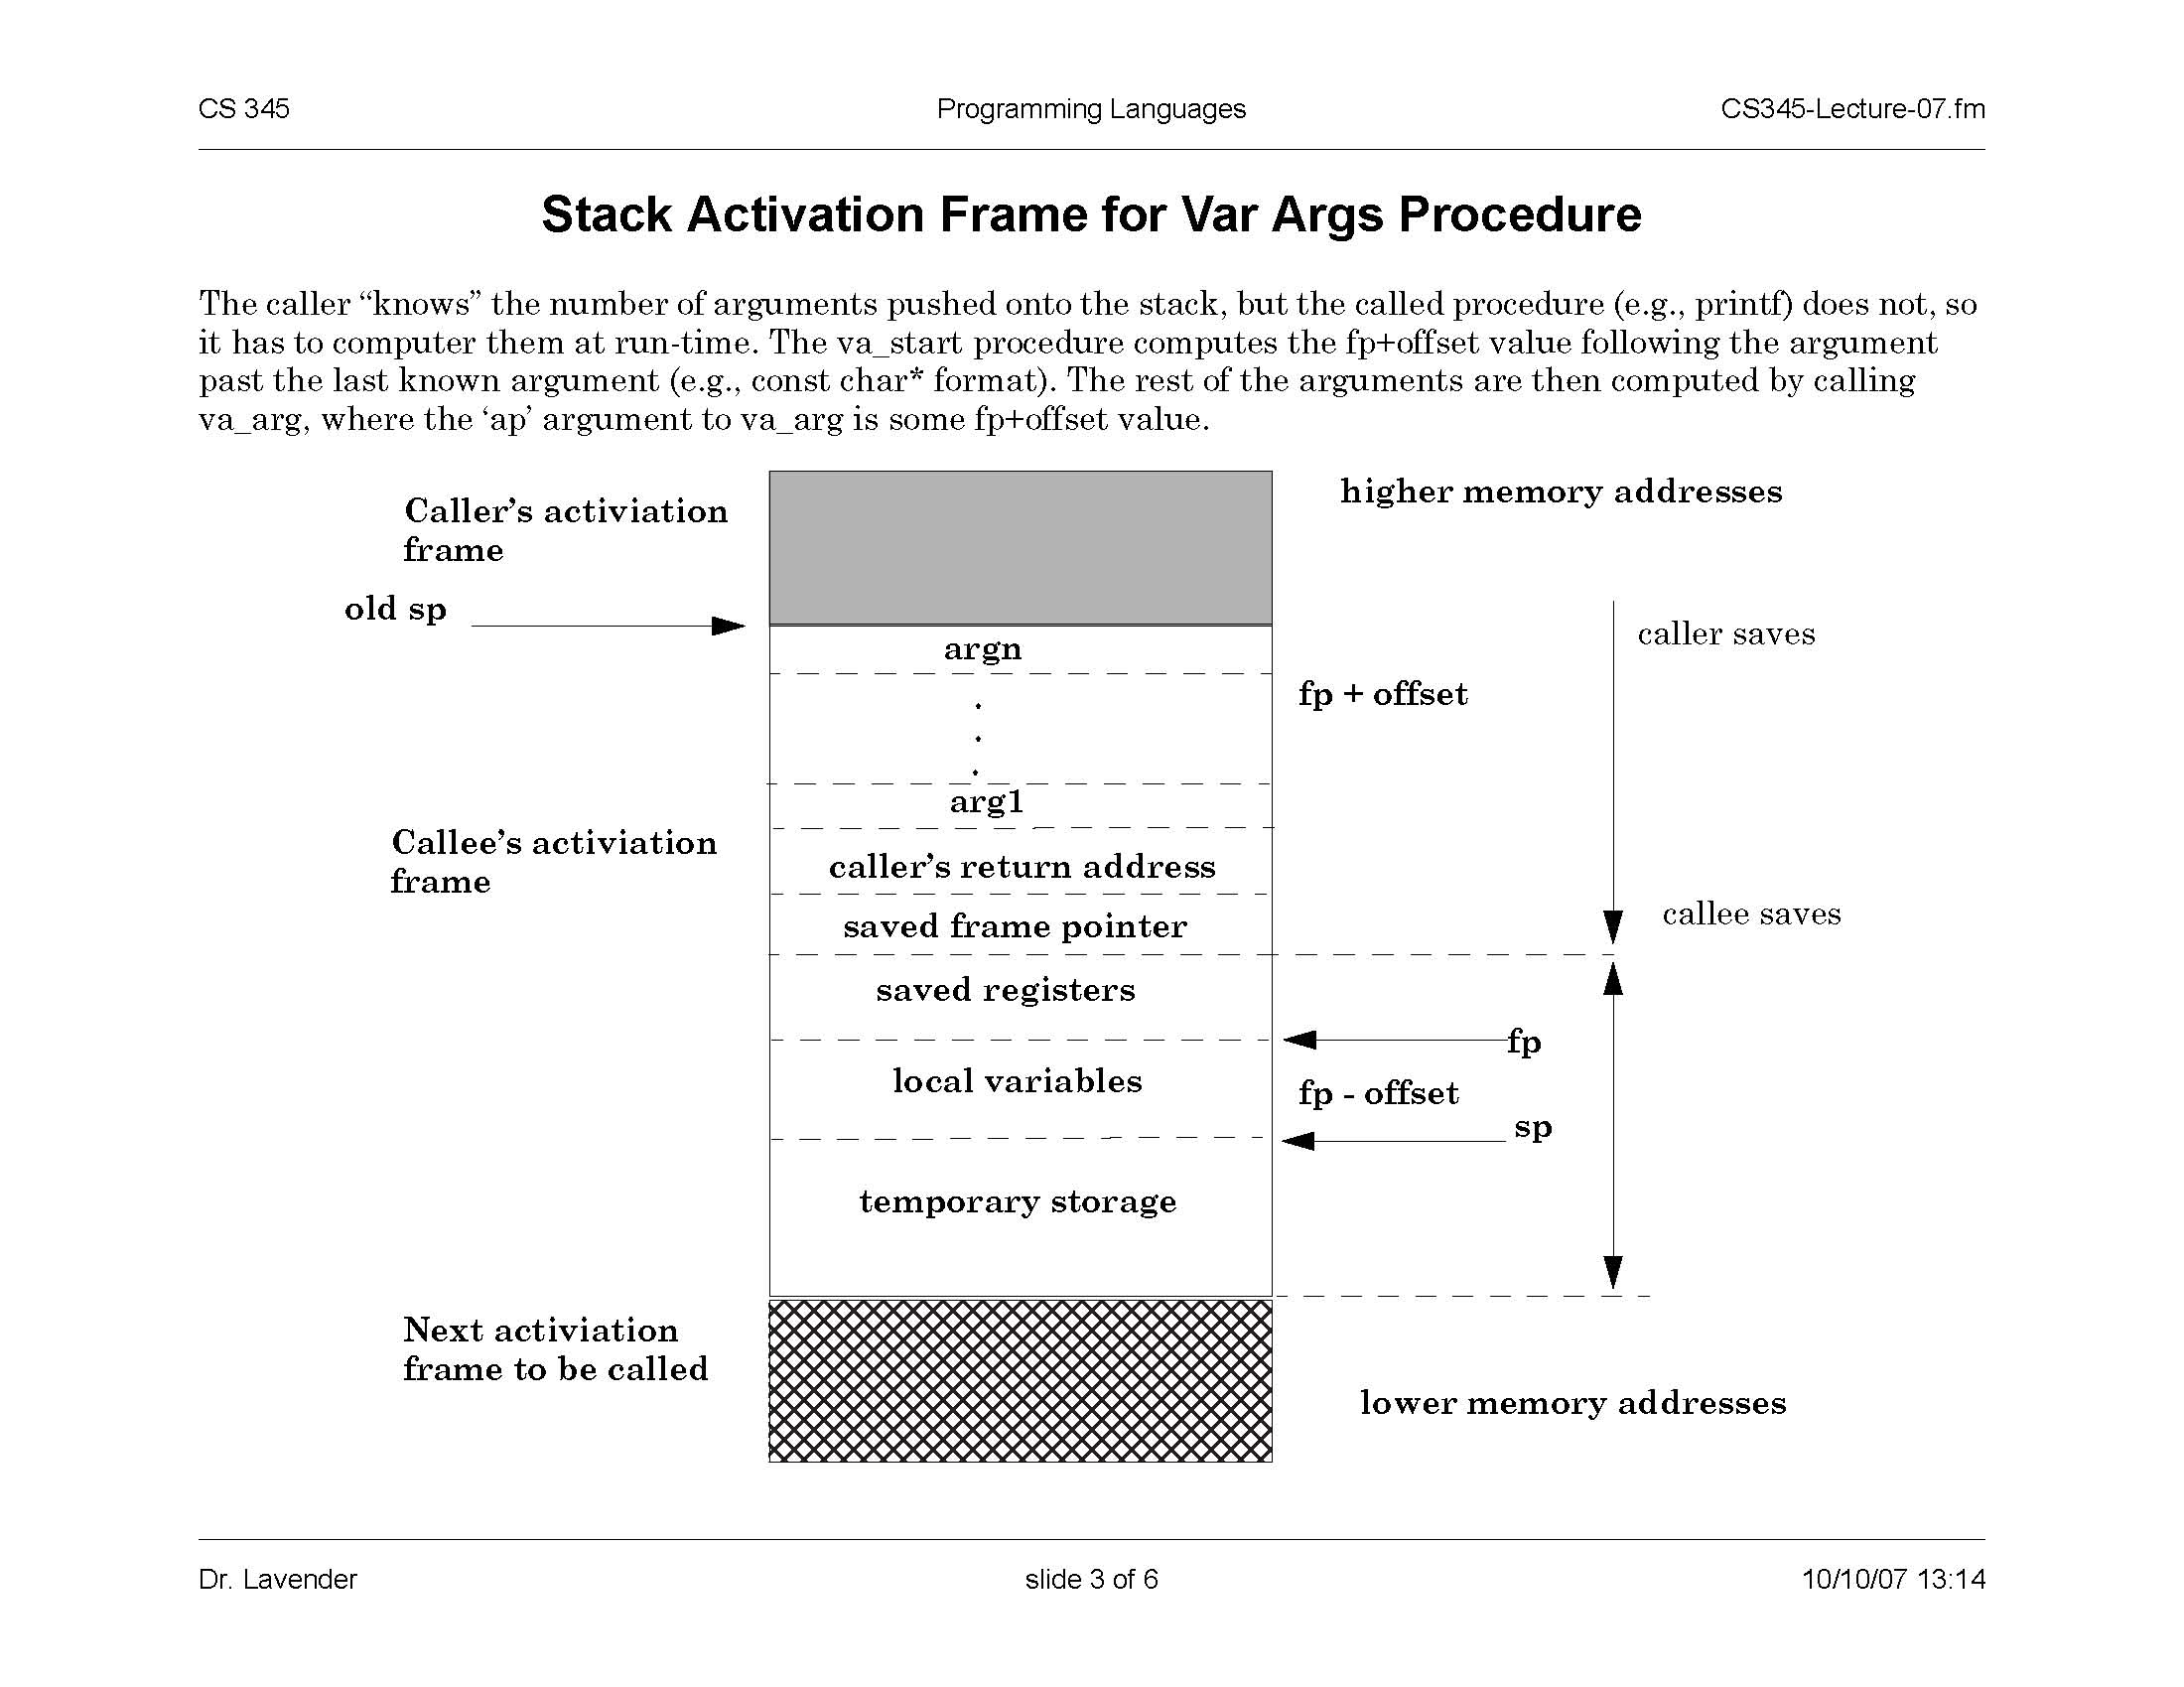 CS 345
Programming Languages
CS345-Lecture-07.fm
Stack Activation Frame for Var Args Procedure
The caller “knows” the number of arguments pushed onto the stack, but the called procedure (e.g., printf) does not, so
it has to computer them at run-time. The va_start procedure computes the fp+offset value following the argument
past the last known argument (e.g., const char* format). The rest of the arguments are then computed by calling
va_arg, where the ‘ap’ argument to va_arg is some fp+offset value.
higher memory addresses
Caller’s activiation
frame
old sp
caller saves
argn
fp + offset
.
.
.
arg1
Callee’s activiation
frame
caller’s return address
callee saves
saved frame pointer
saved registers
fp
local variables
fp - offset
sp
temporary storage
Next activiation
frame to be called
lower memory addresses
Dr. Lavender
slide 3 of 6
10/10/07 13:14